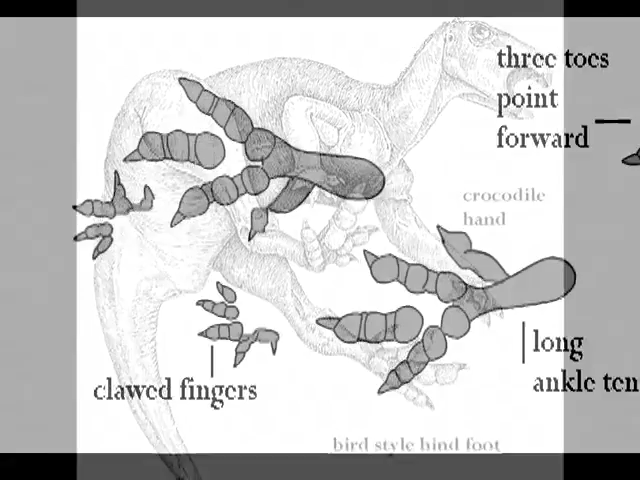 three toes
point
forward
crocodile
hand
long
ankle ten
clawed fingers
bird style hind foot